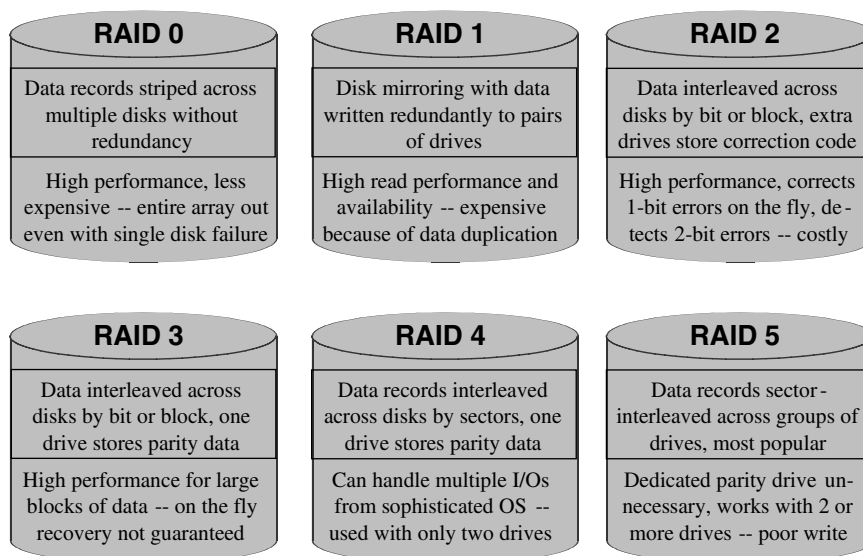 RAID 0
Data records striped across
multiple disks without
redundancy
High performance, less
expensive -- entire array out
even with single disk failure
RAID 1
Disk mirroring with data
written redundantly to pairs
of drives
High read performance and
availability -- expensive
because of data duplication
RAID 2
Data interleaved across
disks by bit or block, extra
drives store correction code
High performance, corrects
1-bit errors on the fly, de-
tects 2-bit errors -- costly
RAID 3
Data interleaved across
disks by bit or block, one
drive stores parity data
High performance for large
blocks of data -- on the fly
recovery not guaranteed
RAID 4
Data records interleaved
across disks by sectors, one
drive stores parity data
Can handle multiple I/Os
from sophisticated OS --
used with only two drives
RAID 5
Data records sector-
interleaved across groups of
drives, most popular
Dedicated parity drive un-
necessary, works with 2 or
more drives -- poor write